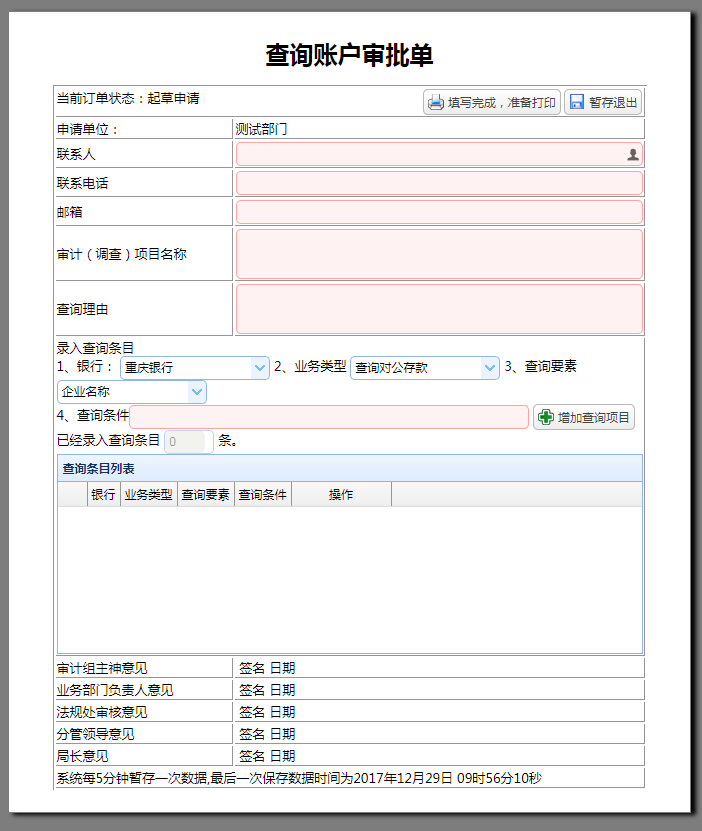 查询账户审批单
当前订单状态：起草申请 填写完成，准备打印 暂存退出
申请单位： 测试部门
联系人
联系电话
邮箱
审计（调查）项目名称
查询理由
录入查询条目
1、银行： 重庆银行 2、业务类型 查询对公存款 3、查询要素
企业名称
4、查询条件 增加查询项目
已经录入查询条目 0 条。
查询条目列表
银行 业务类型 查询要素 查询条件 操作
审计组主神意见 签名 日期
业务部门负责人意见 签名 日期
法规处审核意见 签名 日期
分管领导意见 签名 日期
局长意见 签名 日期
系统每5分钟暂存一次数据,最后一次保存数据时间为2017年12月29日 09时56分10秒